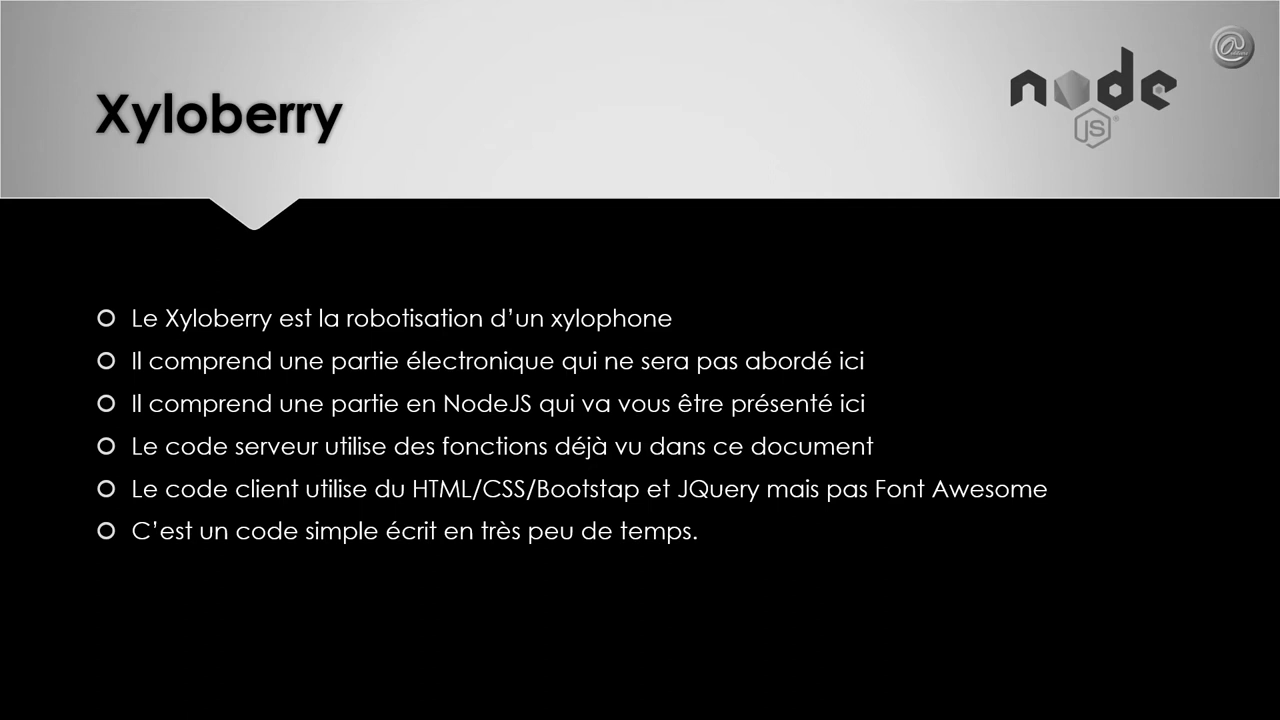 Xyloberry
node
JS
Le Xyloberry est la robotisation d’un xylophone
Il comprend une partie électronique qui ne sera pas abordé ici
Il comprend une partie en NodeJS qui va vous être présenté ici
Le code serveur utilise des fonctions déjà vu dans ce document
Le code client utilise du HTML/CSS/Bootstap et JQuery mais pas Font Awesome
C’est un code simple écrit en très peu de temps.